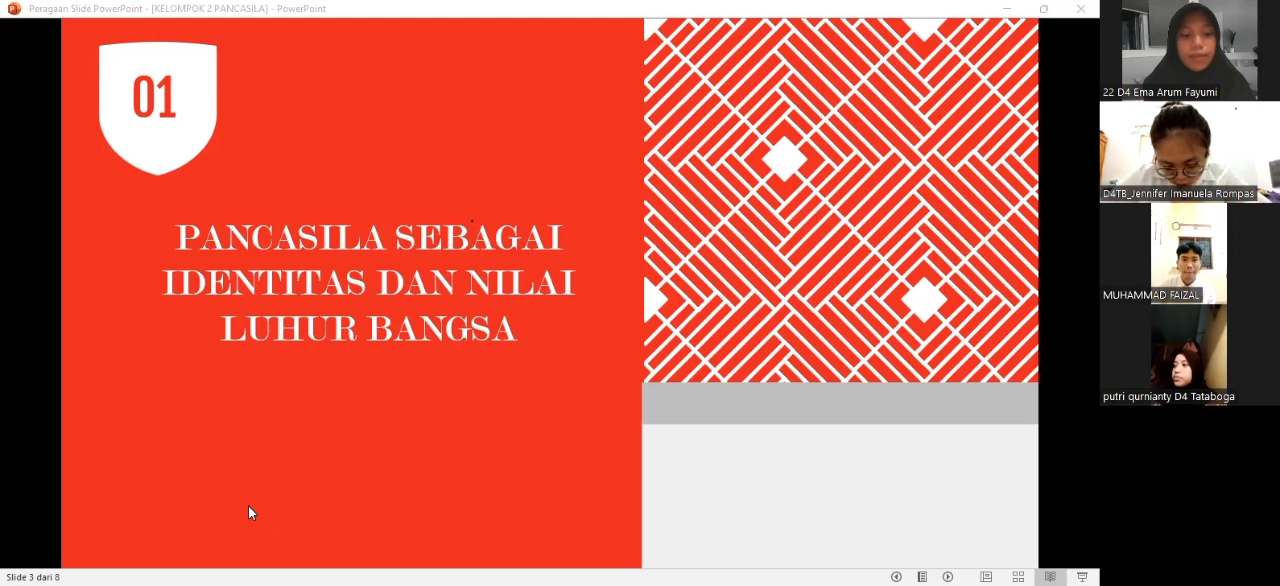 Peragaan Slide PowerPoint - [KELOMPOK 2 PANCASILA] - PowerPoint
01
PANCASILA SEBAGAI
IDENTITAS DAN NILAI
LUHUR BANGSA
22 D4 Ema Arum Fayumi
D4TB_Jennifer Imanuela Rompas
MUHAMMAD FAIZAL
putri qurnianty D4 Tataboga
Slide 3 dari 8